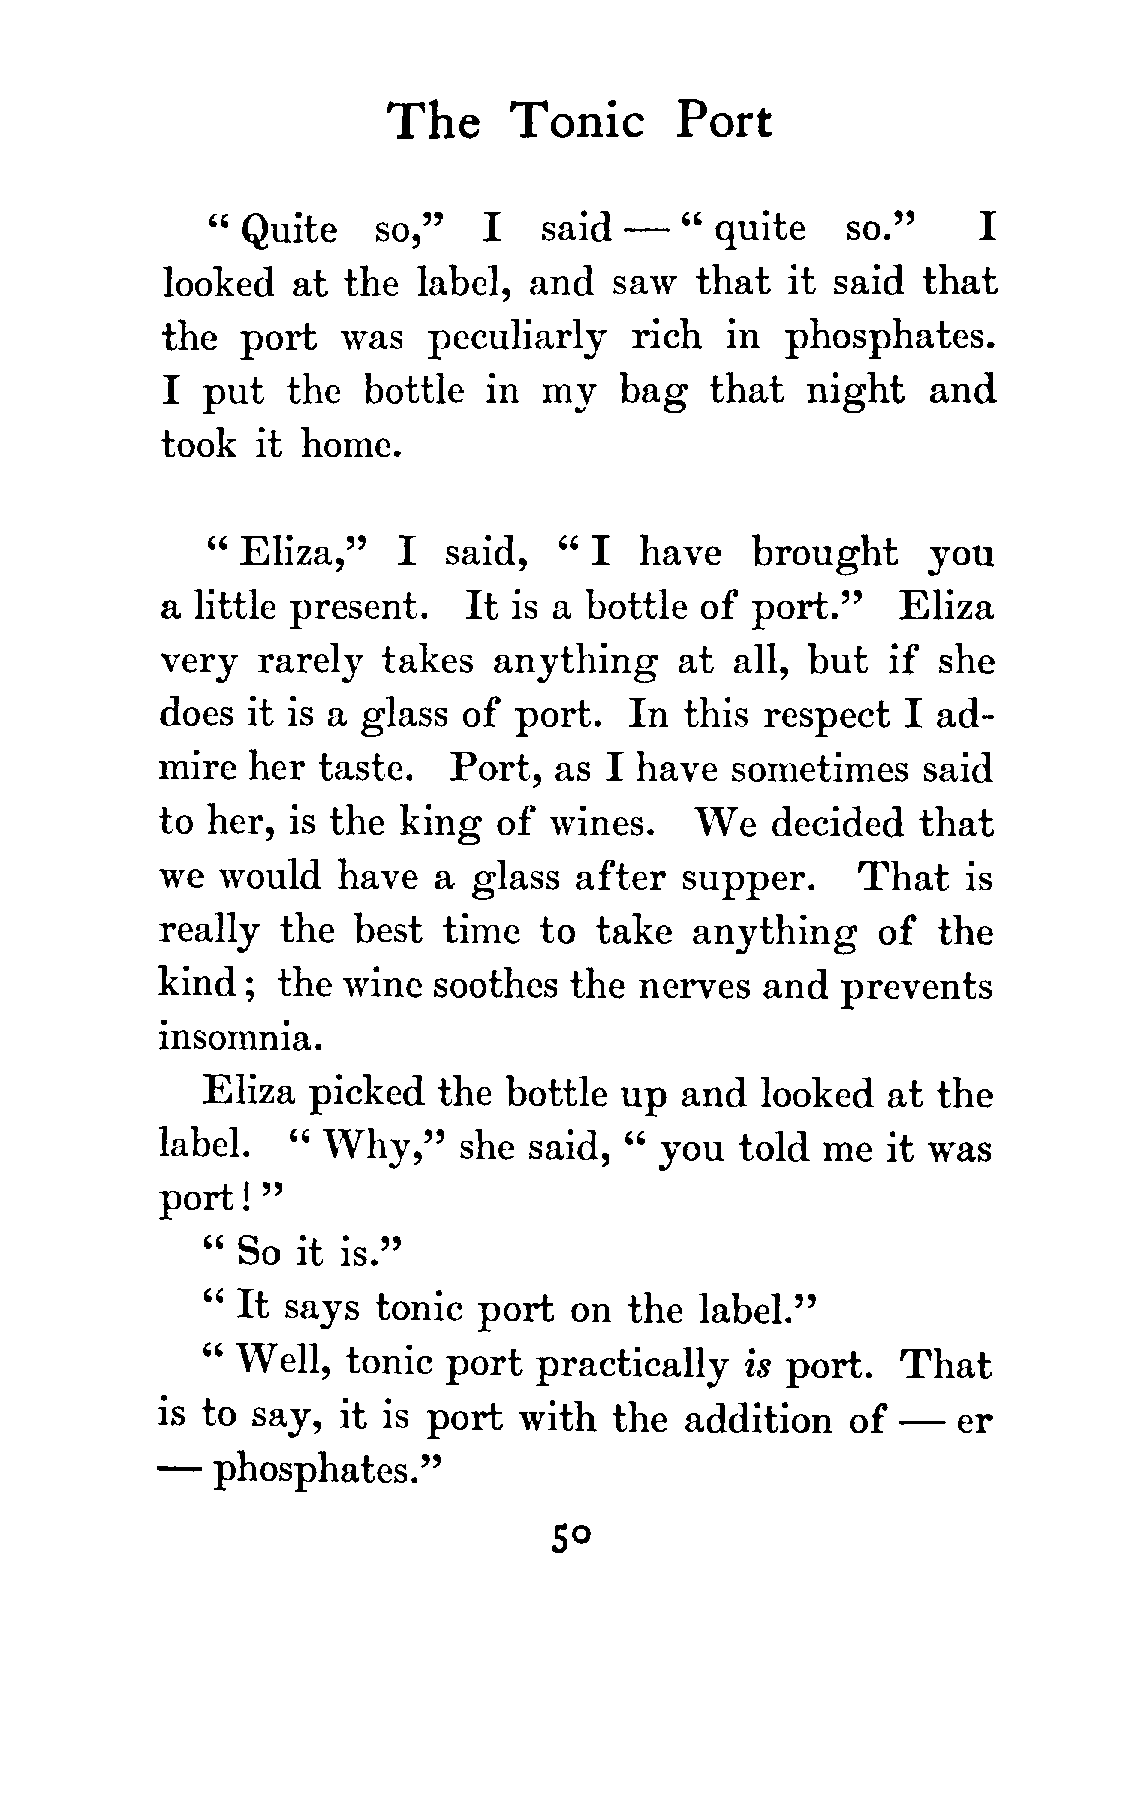 The Tonic Port
“ Quite so,” I said — “ quite so.” I
looked at the label, and saw that it said that
the port was peculiarly rich in phosphates.
I put the bottle in my bag that night and
took it home.
“ Eliza,” I said, “ I have brought you
a little present. It is a bottle of port.” Eliza
very rarely takes anything at all, but if she
does it is a glass of port. In this respect I ad-
mire her taste. Port, as I have sometimes said
to her, is the king of wines. We decided that
we would have a glass after supper. That is
really the best time to take anything of the
kind ; the wine soothes the nerves and prevents
insomnia.
Eliza picked the bottle up and looked at the
label. “ Why,” she said, “ you told me it was
port ! ”
“ So it is.”
“ It says tonic port on the label.”
“ Well, tonic port practically is port. That
is to say, it is port with the addition of — er
— phosphates.”
50